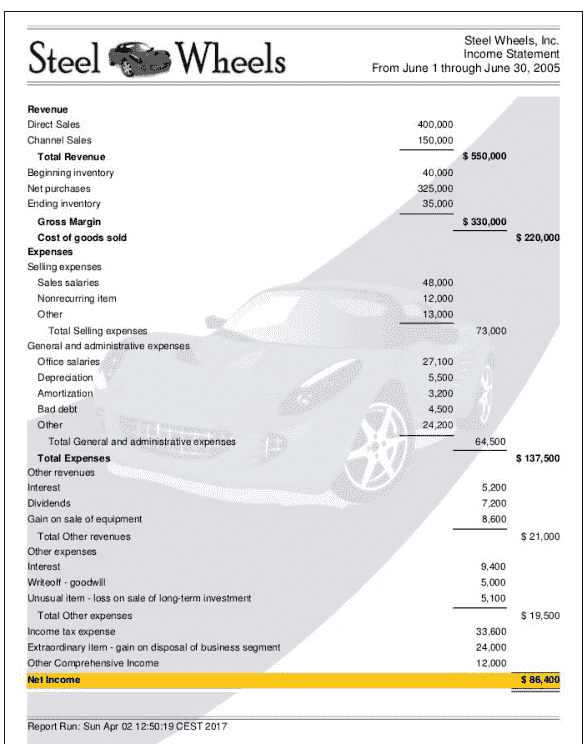 Steel Wheels
Steel Wheels, Inc.
Income Statement
From June 1 through June 30, 2005
Revenue
Direct Sales 400,000
Channel Sales 150,000
Total Revenue $ 550,000
Beginning inventory 40,000
Net purchases 325,000
Ending inventory 35,000
Gross Margin $ 330,000
Cost of goods sold $ 220,000
Expenses
Selling expenses
Sales salaries 48,000
Nonrecurring item 12,000
Other 13,000
Total Selling expenses 73,000
General and administrative expenses
Office salaries 27,100
Depreciation 5,500
Amortization 3,200
Bad debt 4,500
Other 24,200
Total General and administrative expenses 64,500
Total Expenses $ 137,500
Other revenues
Interest 5,200
Dividends 7,200
Gain on sale of equipment 8,600
Total Other revenues $ 21,000
Other expenses
Interest 9,400
Writeoff - goodwill 5,000
Unusual item - loss on sale of long-term investment 5,100
Total Other expenses $ 19,500
Income tax expense 33,600
Extraordinary item - gain on disposal of business segment 24,000
Other Comprehensive Income 12,000
Net Income $ 86,400
Report Run: Sun Apr 02 12:50:19 CEST 2017